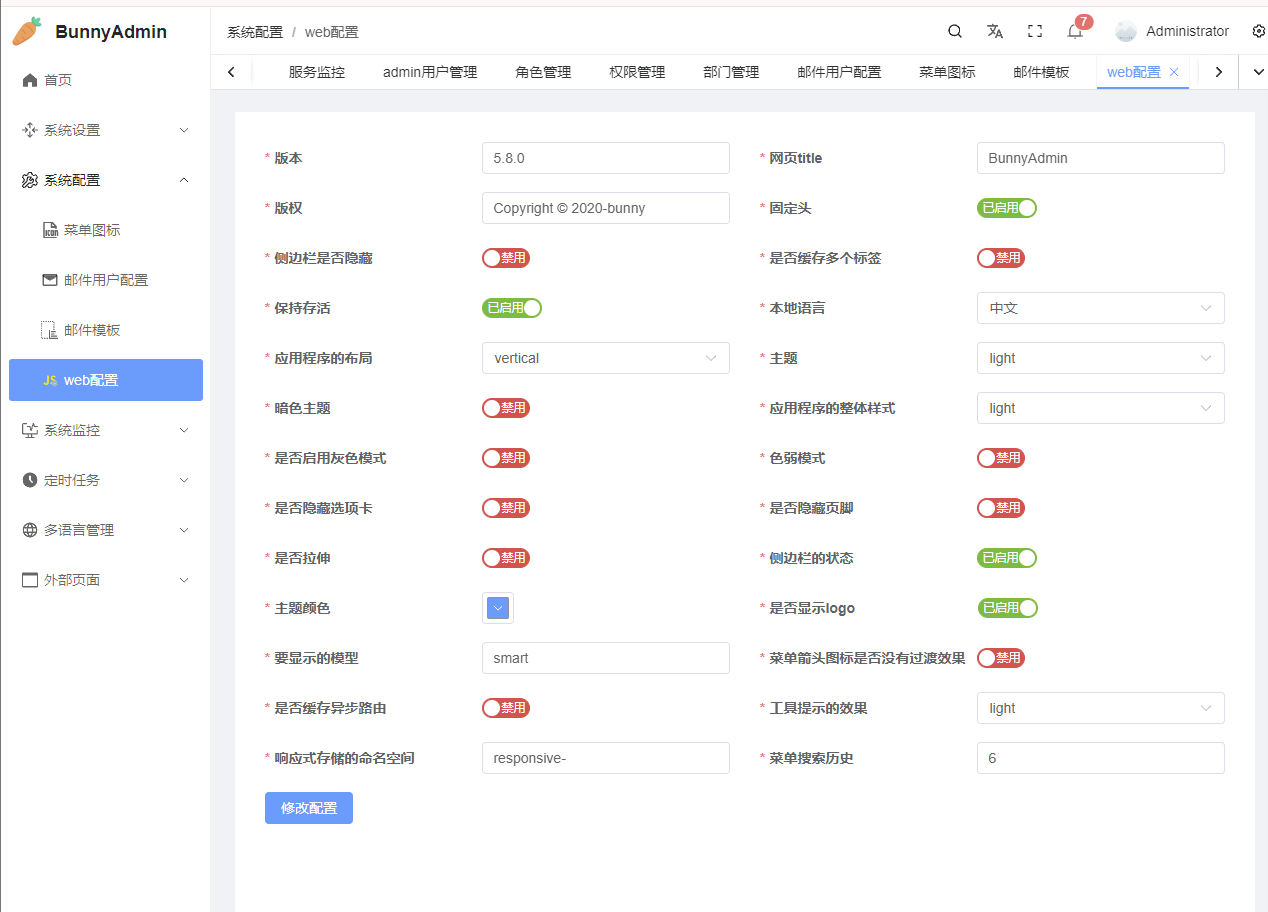 BunnyAdmin
首页
系统设置
系统配置
菜单图标
邮件用户配置
邮件模板
JS web配置
系统监控
定时任务
多语言管理
外部页面
系统配置 / web配置
7
Administrator
服务监控 admin用户管理 角色管理 权限管理 部门管理 邮件用户配置 菜单图标 邮件模板 web配置
* 版本 5.8.0 * 网页title BunnyAdmin
* 版权 Copyright © 2020-bunny * 固定头 已启用
* 侧边栏是否隐藏 禁用 * 是否缓存多个标签 禁用
* 保持存活 已启用 * 本地语言 中文
* 应用程序的布局 vertical * 主题 light
* 暗色主题 禁用 * 应用程序的整体样式 light
* 是否启用灰色模式 禁用 * 色弱模式 禁用
* 是否隐藏选项卡 禁用 * 是否隐藏页脚 禁用
* 是否拉伸 禁用 * 侧边栏的状态 已启用
* 主题颜色 * 是否显示logo 已启用
* 要显示的模型 smart * 菜单箭头图标是否没有过渡效果 禁用
* 是否缓存异步路由 禁用 * 工具提示的效果 light
* 响应式存储的命名空间 responsive- * 菜单搜索历史 6
修改配置